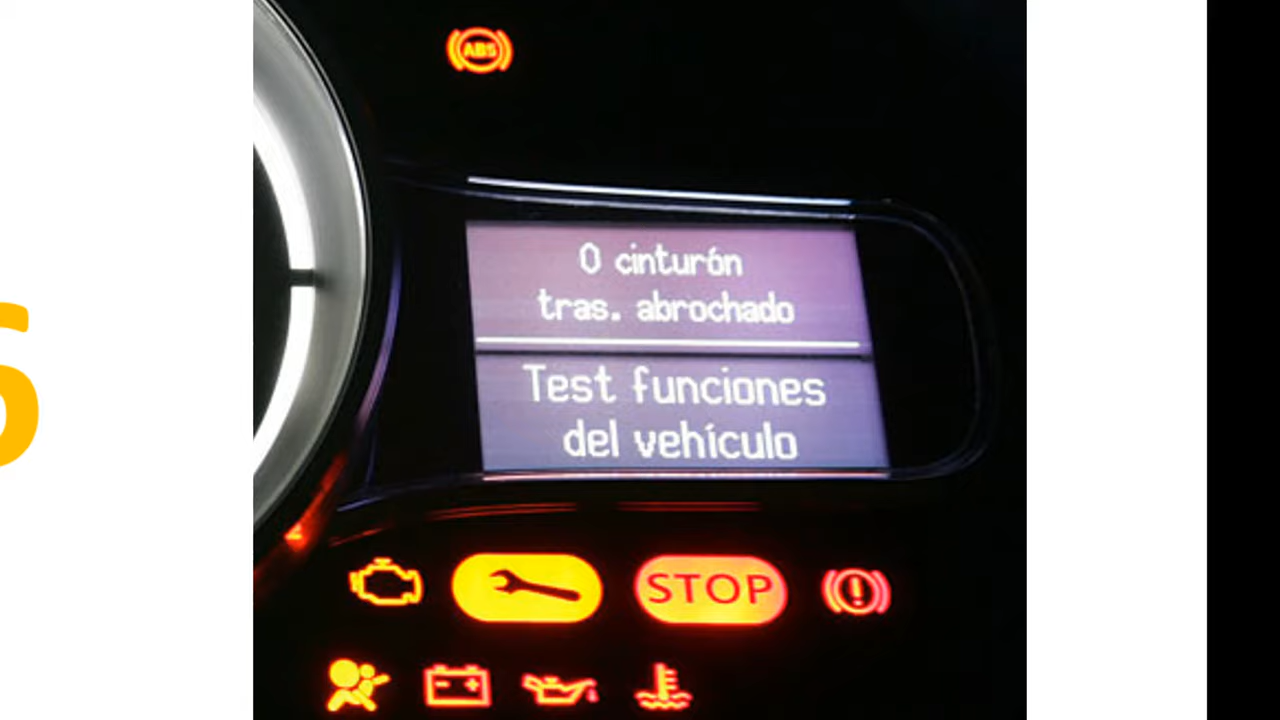 ABS
0 cinturón
tras. abrochado
Test funciones
del vehículo
STOP